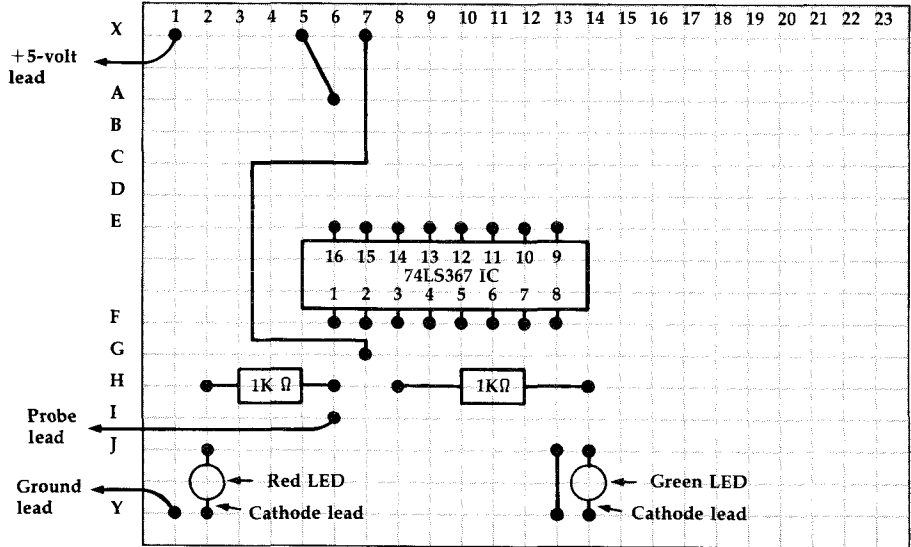 1 2 3 4 5 6 7 8 9 10 11 12 13 14 15 16 17 18 19 20 21 22 23
X
+5-volt
lead
A
B
C
D
E
16 15 14 13 12 11 10 9
74LS367 IC
1 2 3 4 5 6 7 8
F
G
H
1K Ω
1KΩ
I
Probe
lead
J
Red LED
Green LED
Ground
lead
Y
Cathode lead
Cathode lead